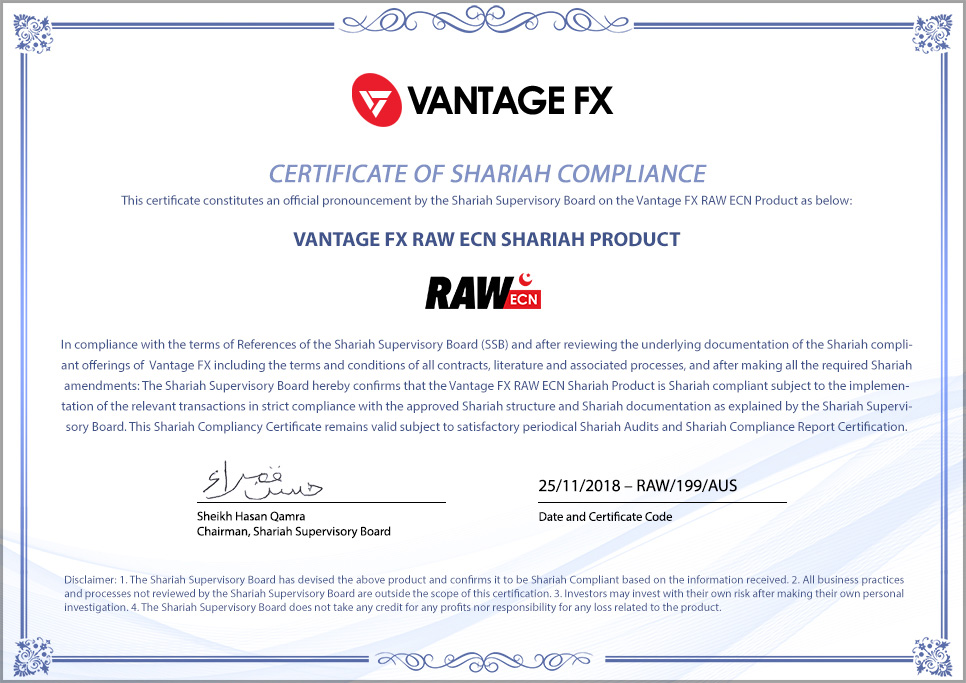 VANTAGE FX
CERTIFICATE OF SHARIAH COMPLIANCE
This certificate constitutes an official pronouncement by the Shariah Supervisory Board on the Vantage FX RAW ECN Product as below:
VANTAGE FX RAW ECN SHARIAH PRODUCT
RAW ECN
In compliance with the terms of References of the Shariah Supervisory Board (SSB) and after reviewing the underlying documentation of the Shariah compli-
ant offerings of Vantage FX including the terms and conditions of all contracts, literature and associated processes, and after making all the required Shariah
amendments: The Shariah Supervisory Board hereby confirms that the Vantage FX RAW ECN Shariah Product is Shariah compliant subject to the implemen-
tation of the relevant transactions in strict compliance with the approved Shariah structure and Shariah documentation as explained by the Shariah Supervi-
sory Board. This Shariah Compliancy Certificate remains valid subject to satisfactory periodical Shariah Audits and Shariah Compliance Report Certification.
25/11/2018 – RAW/199/AUS
Sheikh Hasan Qamra
Chairman, Shariah Supervisory Board
Date and Certificate Code
Disclaimer: 1. The Shariah Supervisory Board has devised the above product and confirms it to be Shariah Compliant based on the information received. 2. All business practices
and processes not reviewed by the Shariah Supervisory Board are outside the scope of this certification. 3. Investors may invest with their own risk after making their own personal
investigation. 4. The Shariah Supervisory Board does not take any credit for any profits nor responsibility for any loss related to the product.